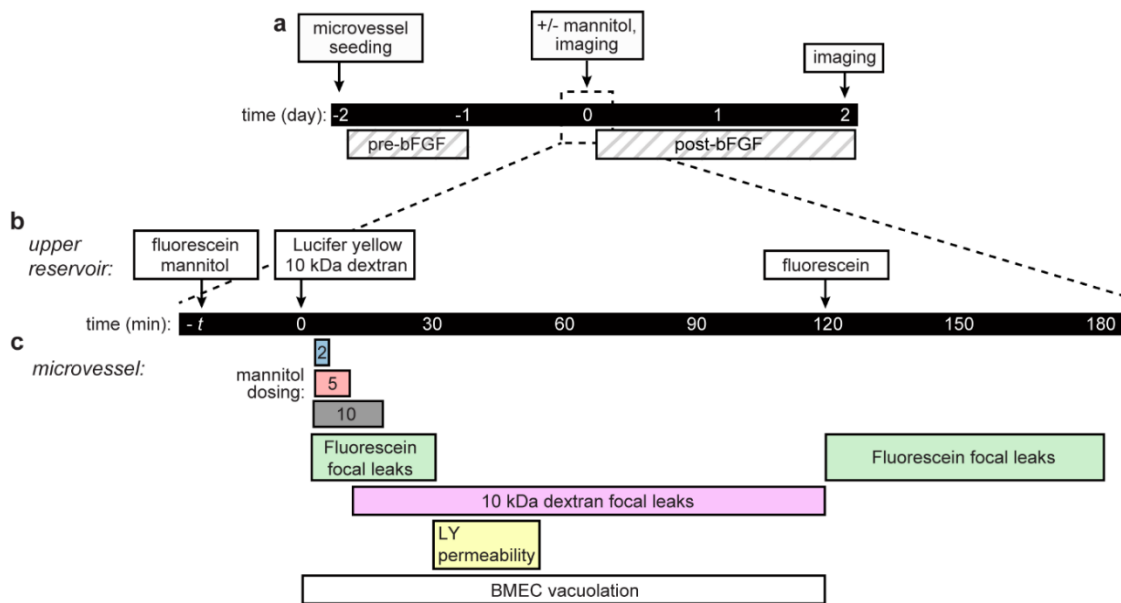 a
microvessel
seeding
+/- mannitol,
imaging
imaging
time (day):
-2
-1
0
1
2
pre-bFGF
post-bFGF
b
upper
reservoir:
fluorescein
mannitol
Lucifer yellow
10 kDa dextran
fluorescein
time (min):
- t
0
30
60
90
120
150
180
c
microvessel:
mannitol
dosing:
2
5
10
Fluorescein
focal leaks
Fluorescein focal leaks
10 kDa dextran focal leaks
LY
permeability
BMEC vacuolation